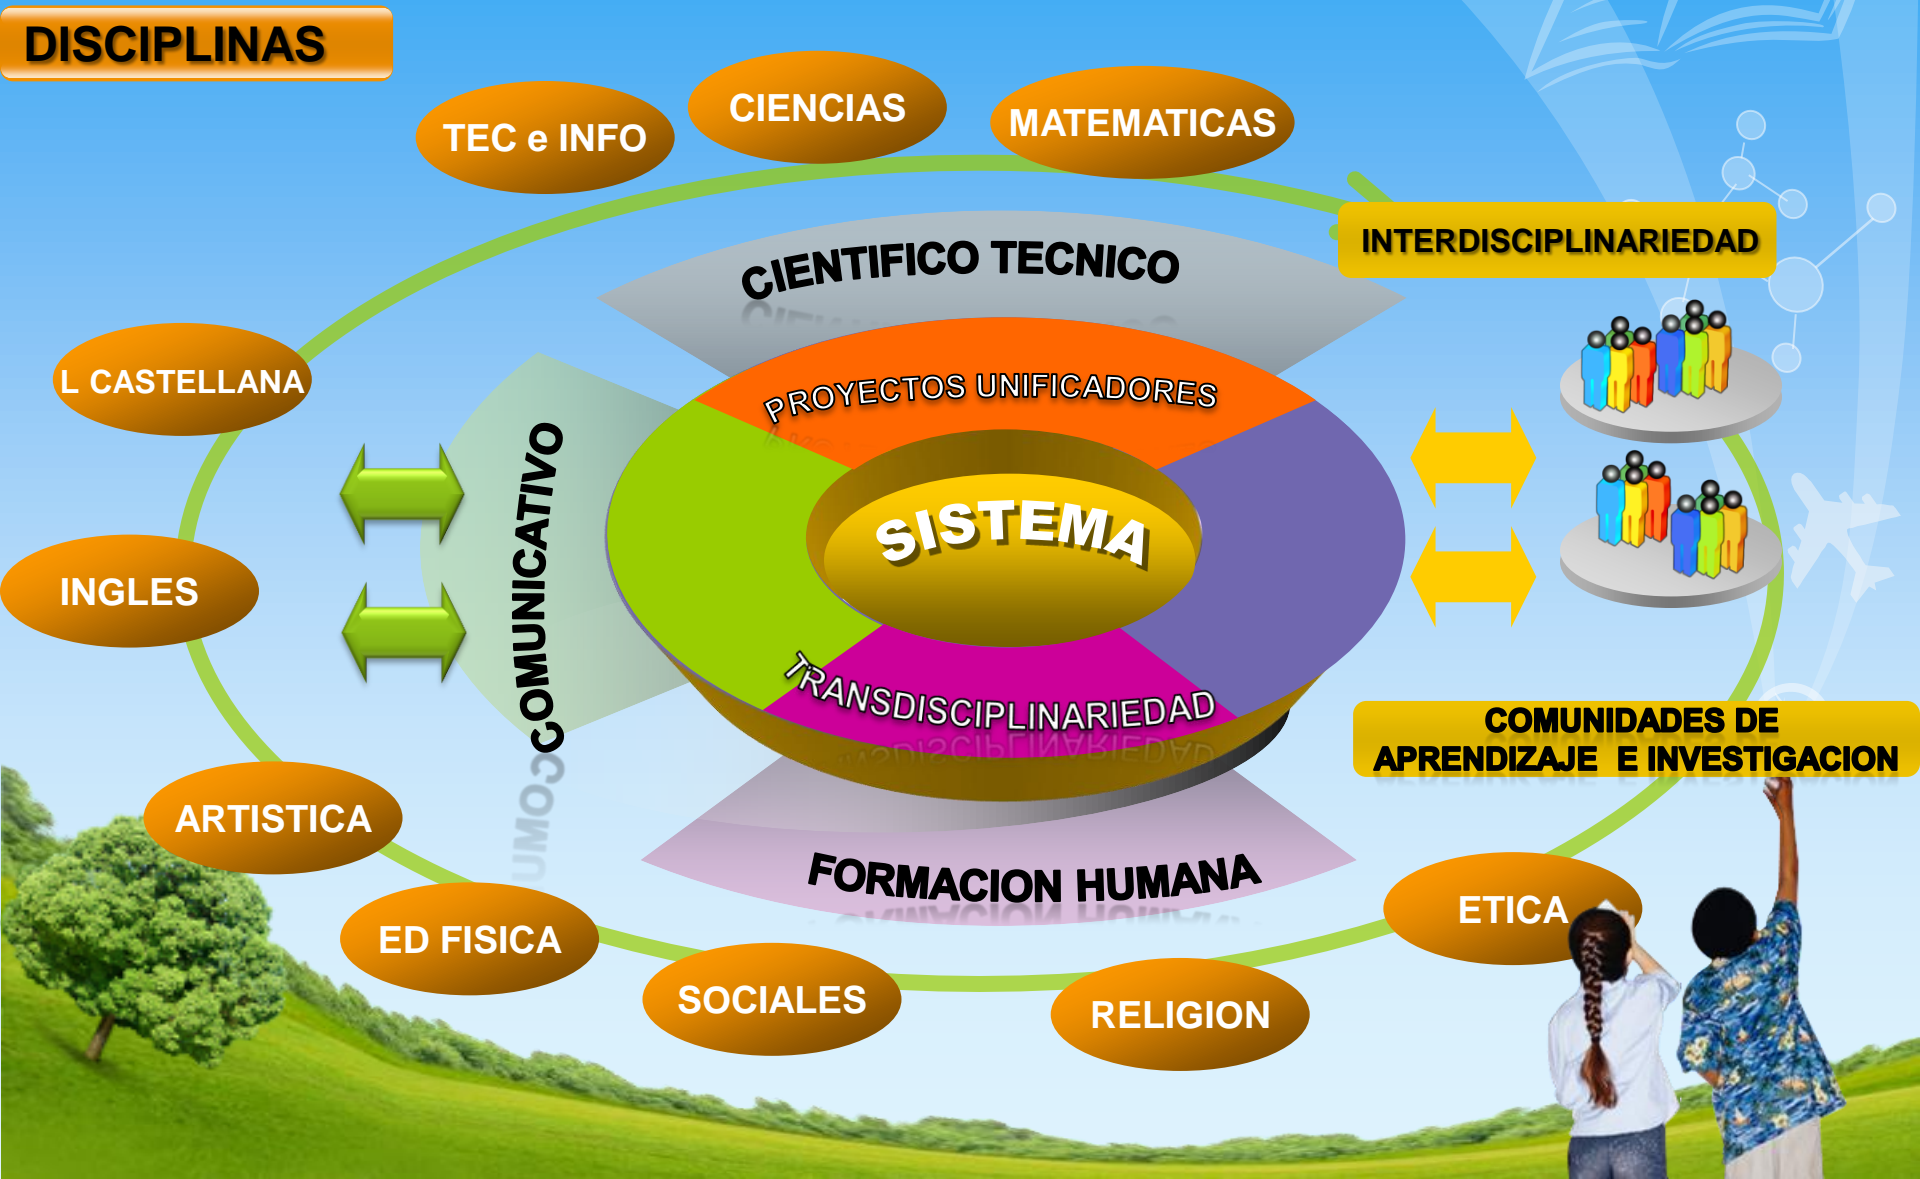 DISCIPLINAS
TEC e INFO
CIENCIAS
MATEMATICAS
INTERDISCIPLINARIEDAD
CIENTIFICO TECNICO
L CASTELLANA
PROYECTOS UNIFICADORES
COMUNICATIVO
SISTEMA
INGLES
TRANSDISCIPLINARIEDAD
COMUNIDADES DE
APRENDIZAJE E INVESTIGACION
ARTISTICA
FORMACION HUMANA
ETICA
ED FISICA
SOCIALES
RELIGION